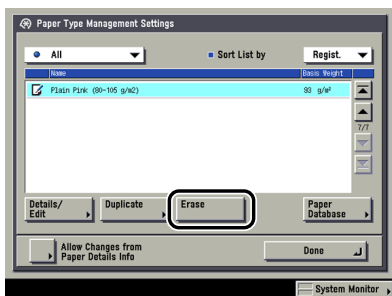 Paper Type Management Settings
All
Sort List by
Regist.
Name
Basis Weight
Plain Pink (80-105 g/m2)
93 g/m²
7/7
Details/
Edit
Duplicate
Erase
Paper
Database
Allow Changes from
Paper Details Info
Done
System Monitor